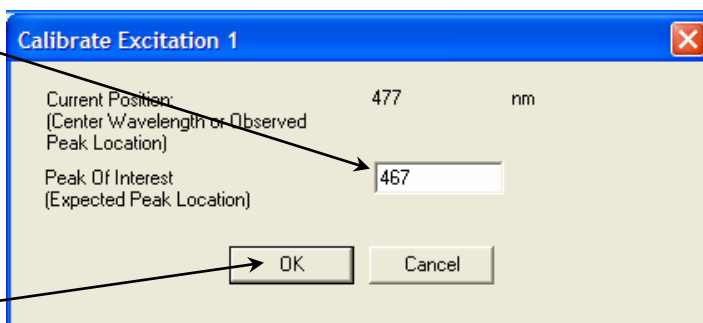 Calibrate Excitation 1
Current Position: 477 nm
(Center Wavelength or Observed
Peak Location)
Peak Of Interest 467
(Expected Peak Location)
OK Cancel